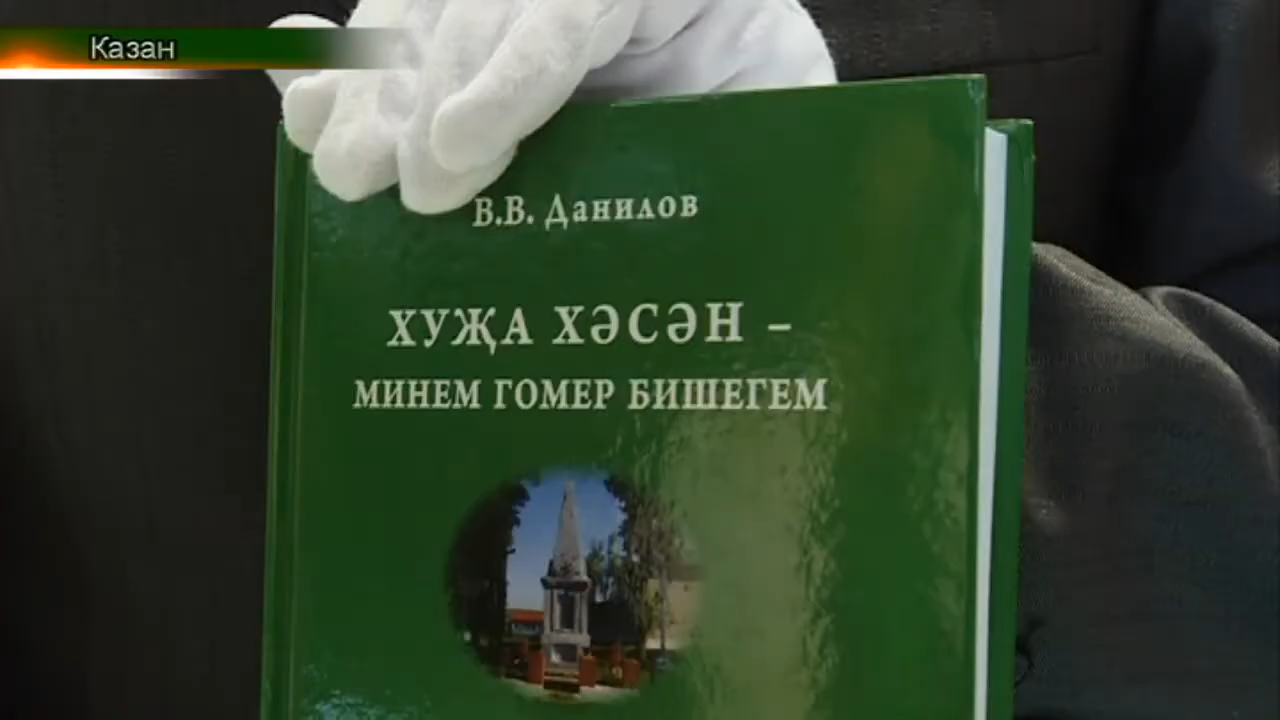 Казан
В.В. Данилов
ХУҖА ХӘСӘН –
МИНЕМ ГОМЕР БИШЕГЕМ